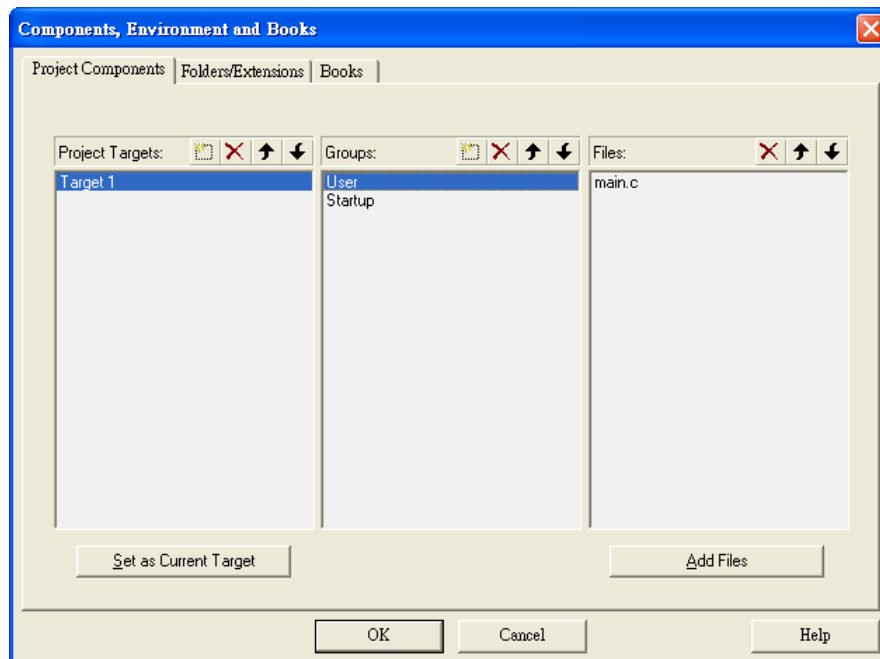 Components, Environment and Books
Project Components Folders/Extensions Books
Project Targets: Groups: Files:
Target 1 User main.c
Startup
Set as Current Target Add Files
OK Cancel Help